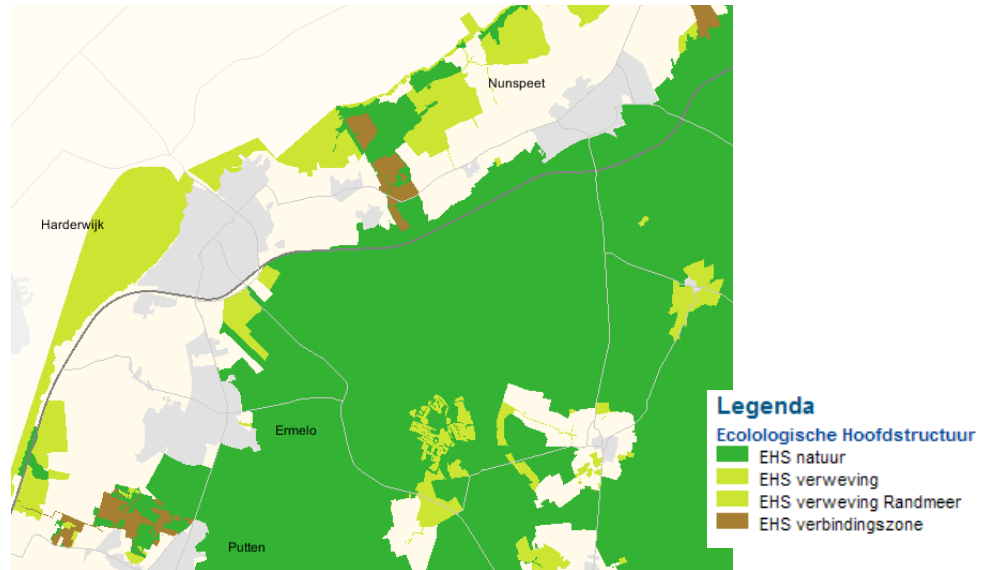 Nunspeet
Harderwijk
Ermelo
Putten
Legenda
Ecolologische Hoofdstructuur
EHS natuur
EHS verweving
EHS verweving Randmeer
EHS verbindingszone